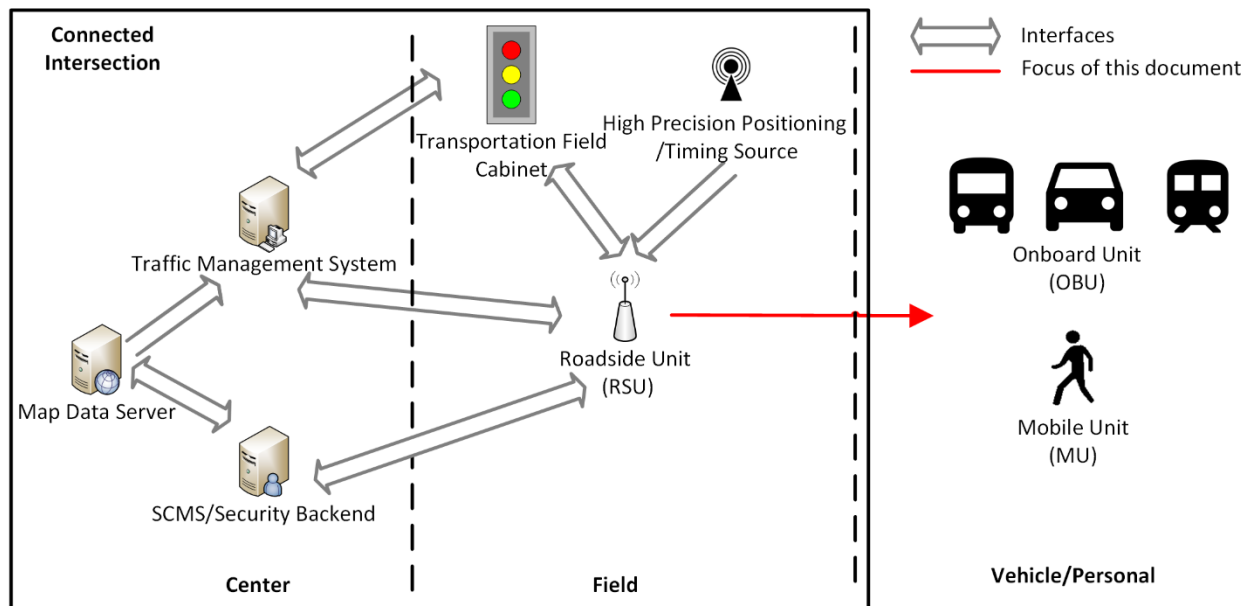 Connected
Intersection
Interfaces
Focus of this document
Transportation Field
Cabinet
High Precision Positioning
/Timing Source
Traffic Management System
Onboard Unit
(OBU)
Roadside Unit
(RSU)
Map Data Server
Mobile Unit
(MU)
SCMS/Security Backend
Center
Field
Vehicle/Personal